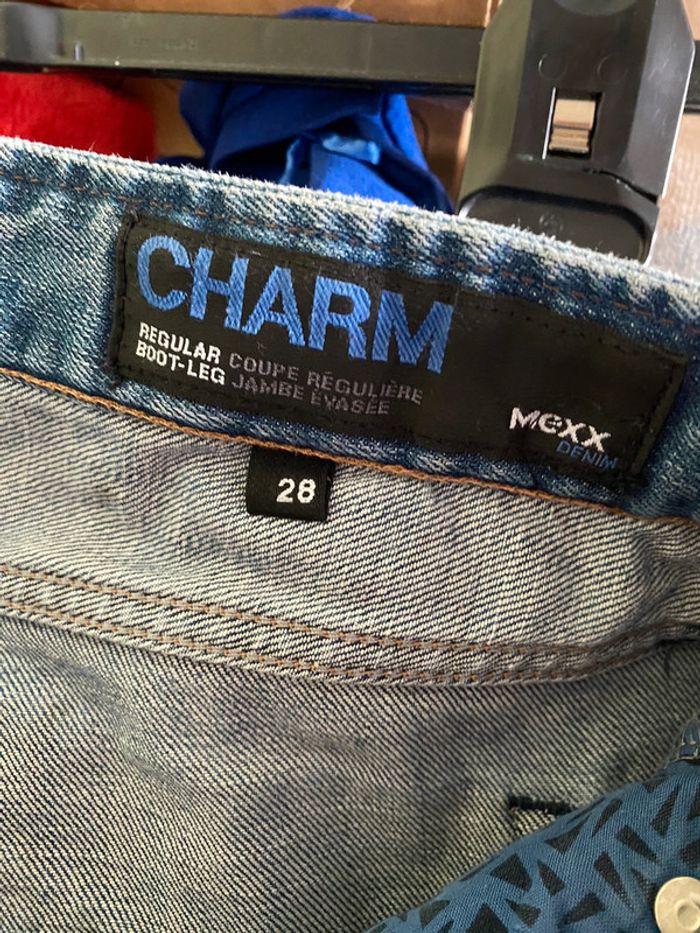 CHARM
REGULAR COUPE RÉGULIÈRE
BOOT-LEG JAMBE ÉVASÉE
Mexx
DENIM
28